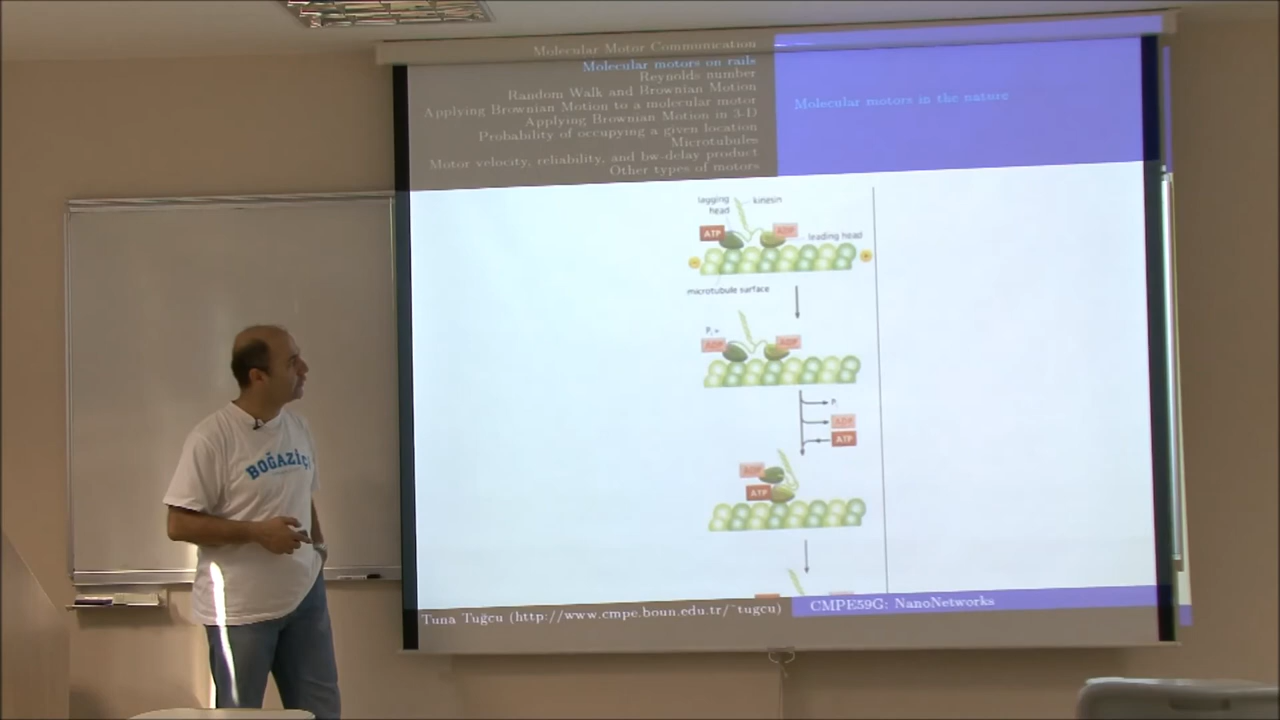 Molecular Motor Communication
Molecular motors on rails
Reynolds number
Random Walk and Brownian Motion
Applying Brownian Motion to a molecular motor
Applying Brownian Motion in 3-D
Probability of occupying a given location
Microtubules
Motor velocity, reliability, and bw-delay product
Other types of motors
Molecular motors in the nature
lagging head
kinesin
ATP
ADP
leading head
microtubule surface
Pi +
ADP
ADP
Pi
ADP
ATP
ADP
ATP
BOĞAZİÇİ
Tuna Tuğcu (http://www.cmpe.boun.edu.tr/~tugcu)
CMPE59G: NanoNetworks